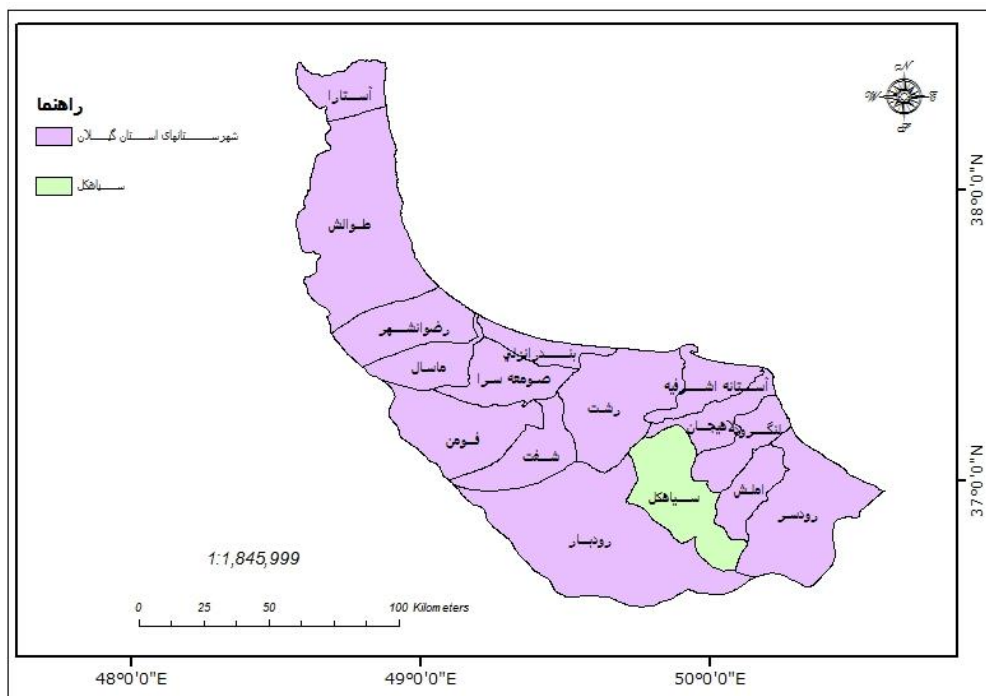 راهنما
شهرستانهای استان گیلان
سیاهکل
N
W
E
S
آستارا
طوالش
رضوانشهر
ماسال
بندرانزلي
صومعه سرا
فومن
شفت
رشت
آستانه اشرفیه
لاهیجان
لنگرود
سیاهکل
املش
رودسر
رودبار
1:1,845,999
0 25 50 100 Kilometers
38°0'0"N
37°0'0"N
48°0'0"E
49°0'0"E
50°0'0"E